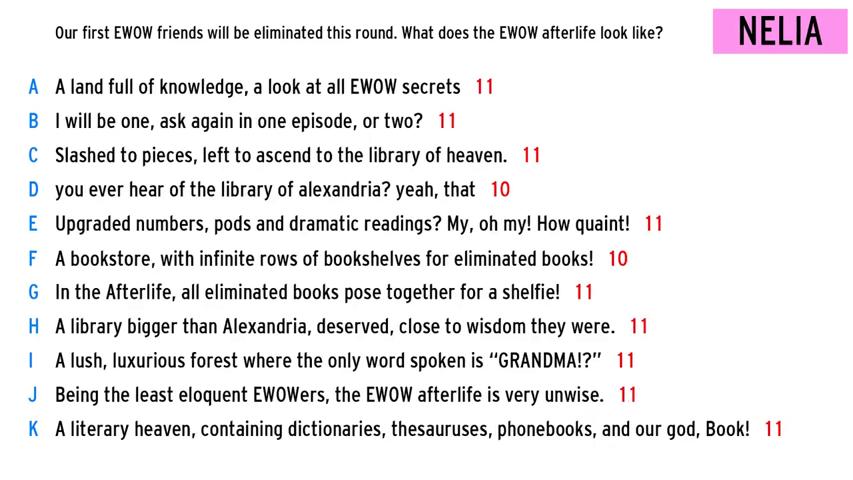 Our first EWOW friends will be eliminated this round. What does the EWOW afterlife look like?
NELIA
A A land full of knowledge, a look at all EWOW secrets 11
B I will be one, ask again in one episode, or two? 11
C Slashed to pieces, left to ascend to the library of heaven. 11
D you ever hear of the library of alexandria? yeah, that 10
E Upgraded numbers, pods and dramatic readings? My, oh my! How quaint! 11
F A bookstore, with infinite rows of bookshelves for eliminated books! 10
G In the Afterlife, all eliminated books pose together for a shelfie! 11
H A library bigger than Alexandria, deserved, close to wisdom they were. 11
I A lush, luxurious forest where the only word spoken is “GRANDMA!?” 11
J Being the least eloquent EWOWers, the EWOW afterlife is very unwise. 11
K A literary heaven, containing dictionaries, thesauruses, phonebooks, and our god, Book! 11